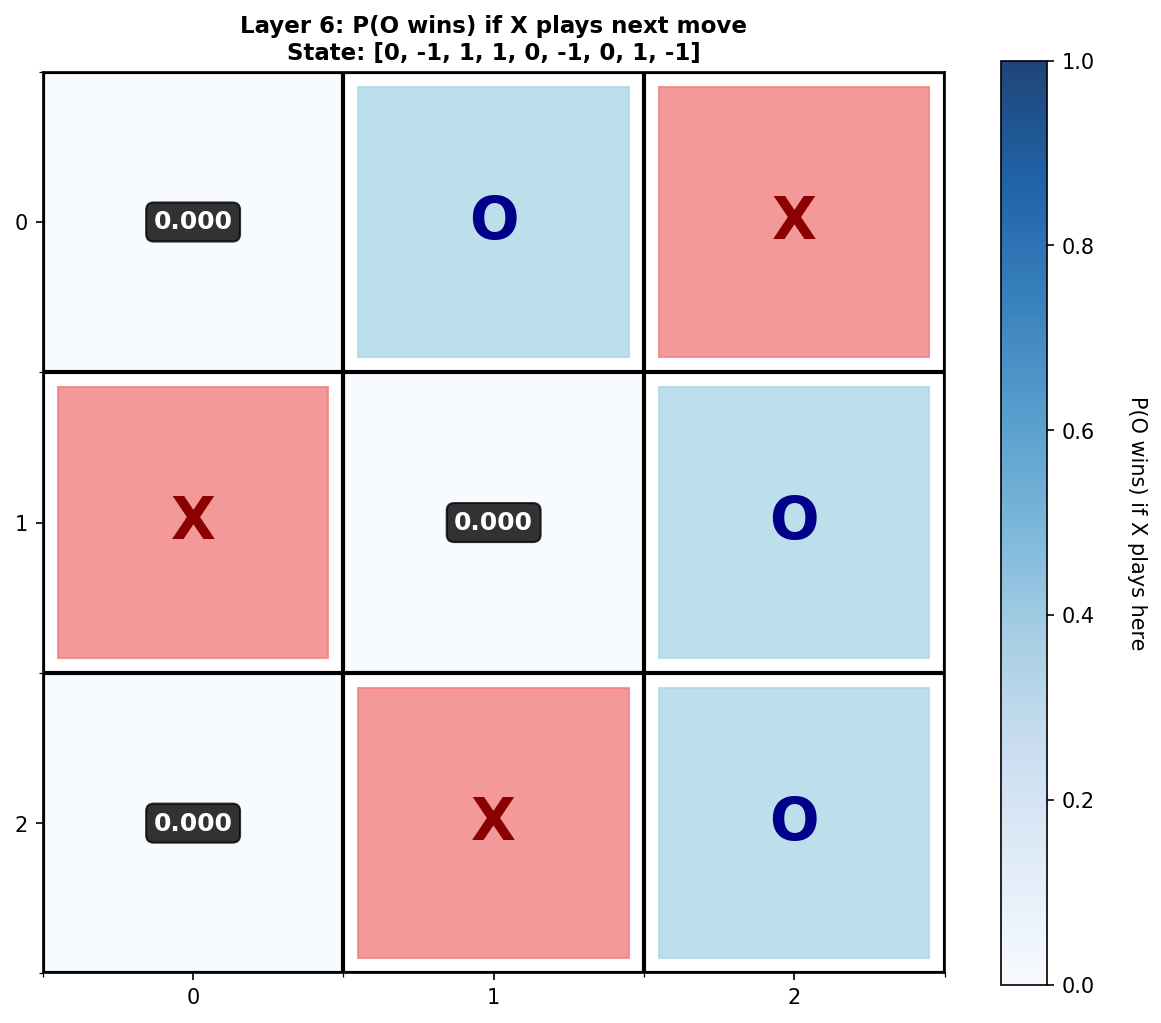 Layer 6: P(O wins) if X plays next move
State: [0, -1, 1, 1, 0, -1, 0, 1, -1]
0 0.000 O X
1 X 0.000 O
2 0.000 X O
0 1 2
1.0
0.8
0.6
0.4
0.2
0.0
P(O wins) if X plays here